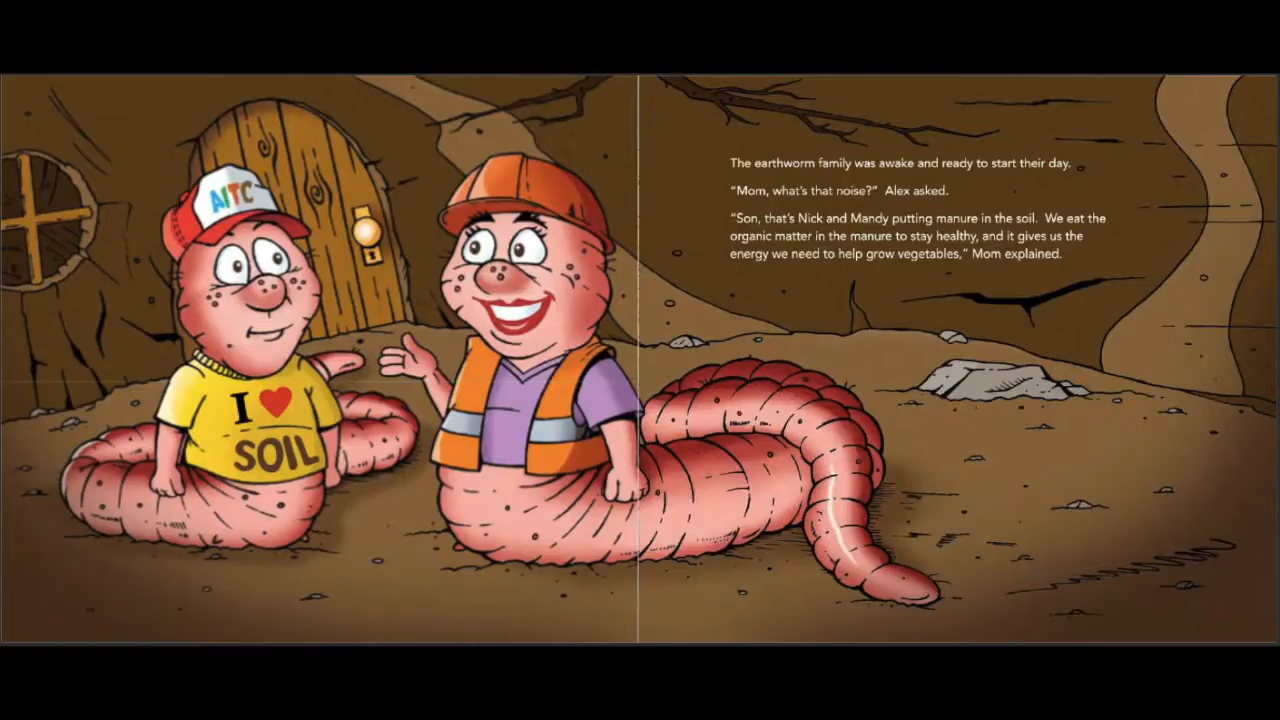 AITC
I ❤ 
SOIL
The earthworm family was awake and ready to start their day.
“Mom, what’s that noise?” Alex asked.
“Son, that’s Nick and Mandy putting manure in the soil. We eat the
organic matter in the manure to stay healthy, and it gives us the
energy we need to help grow vegetables,” Mom explained.